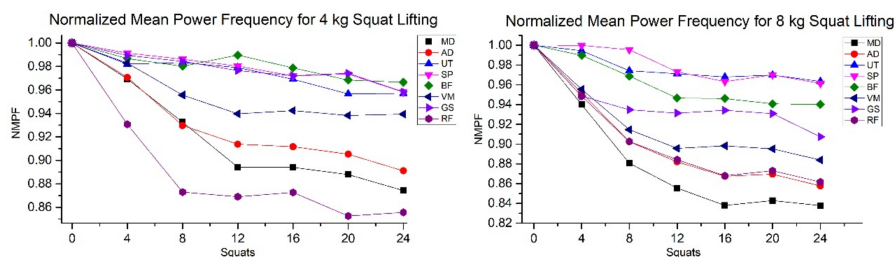 Normalized Mean Power Frequency for 4 kg Squat Lifting
NMPF
1.00
0.98
0.96
0.94
0.92
0.90
0.88
0.86
0 4 8 12 16 20 24
Squats
MD
AD
UT
SP
BF
VM
GS
RF
Normalized Mean Power Frequency for 8 kg Squat Lifting
NMPF
1.00
0.98
0.96
0.94
0.92
0.90
0.88
0.86
0.84
0.82
0 4 8 12 16 20 24
Squats
MD
AD
UT
SP
BF
VM
GS
RF